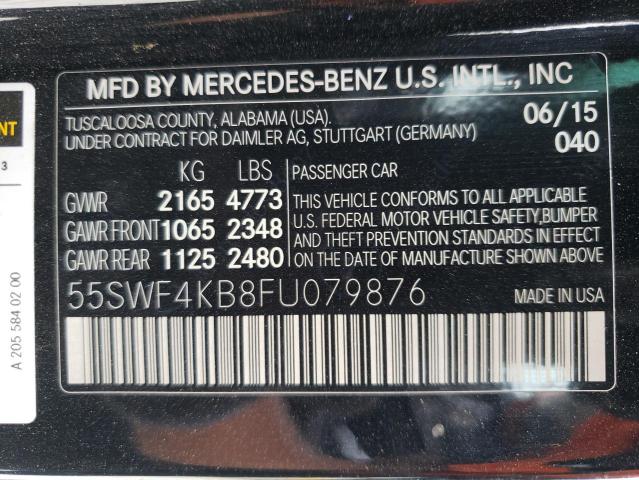 MFD BY MERCEDES-BENZ U.S. INTL., INC
TUSCALOOSA COUNTY, ALABAMA (USA).
UNDER CONTRACT FOR DAIMLER AG, STUTTGART (GERMANY)
06/15
040
KG LBS
GVWR 2165 4773
GAWR FRONT 1065 2348
GAWR REAR 1125 2480
PASSENGER CAR
THIS VEHICLE CONFORMS TO ALL APPLICABLE
U.S. FEDERAL MOTOR VEHICLE SAFETY,BUMPER
AND THEFT PREVENTION STANDARDS IN EFFECT
ON THE DATE OF MANUFACTURE SHOWN ABOVE
55SWF4KB8FU079876
MADE IN USA
A 205 584 02 00